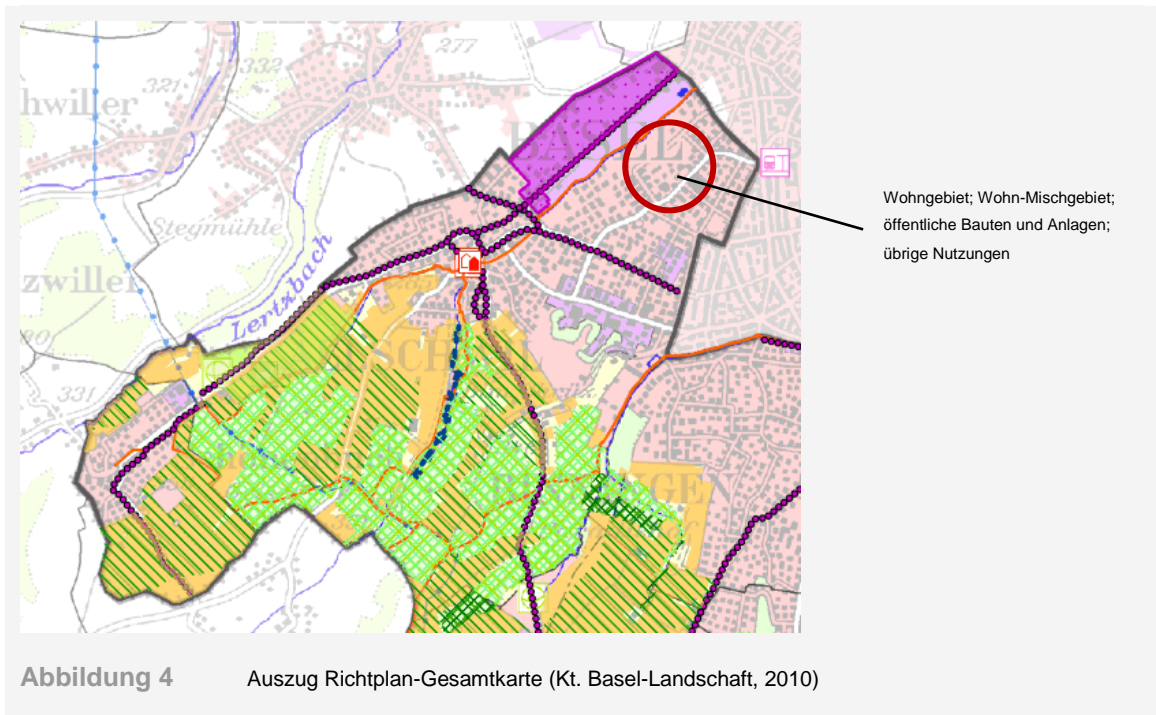 277
332
321
hwiller
BASEL
Stegmühle
Lertzbach
zwiller
331
Wohngebiet; Wohn-Mischgebiet;
öffentliche Bauten und Anlagen;
übrige Nutzungen
Abbildung 4 Auszug Richtplan-Gesamtkarte (Kt. Basel-Landschaft, 2010)